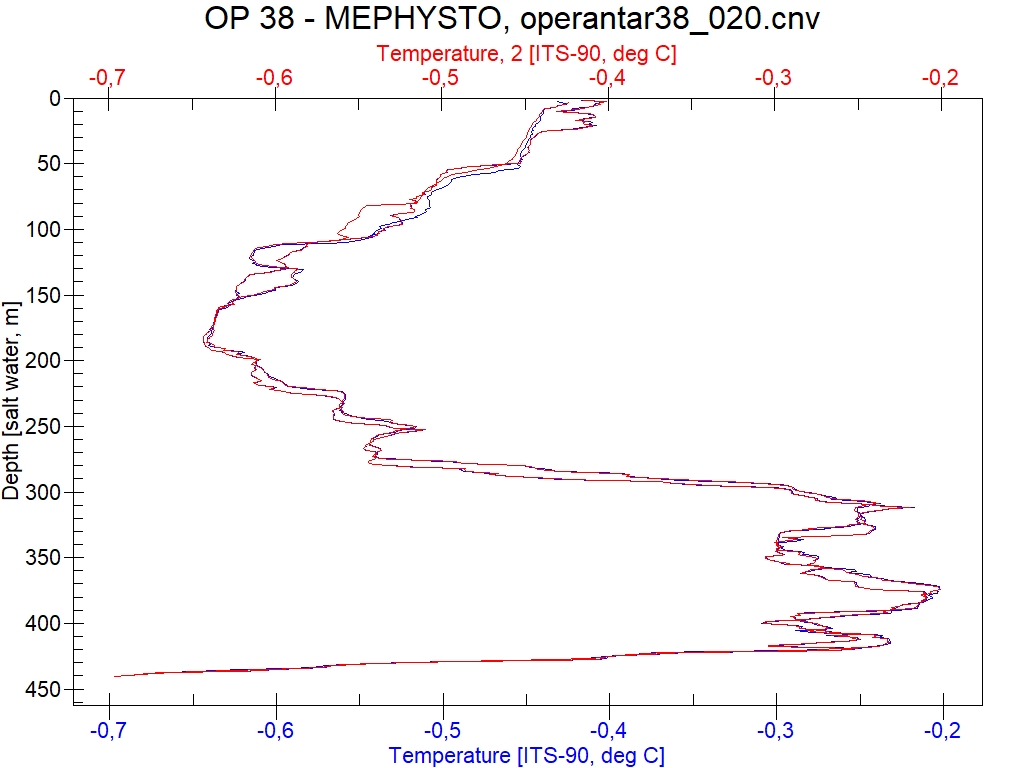 OP 38 - MEPHYSTO, operantar38_020.cnv
Temperature, 2 [ITS-90, deg C]
-0,7 -0,6 -0,5 -0,4 -0,3 -0,2
Depth [salt water, m]
0
50
100
150
200
250
300
350
400
450
-0,7 -0,6 -0,5 -0,4 -0,3 -0,2
Temperature [ITS-90, deg C]